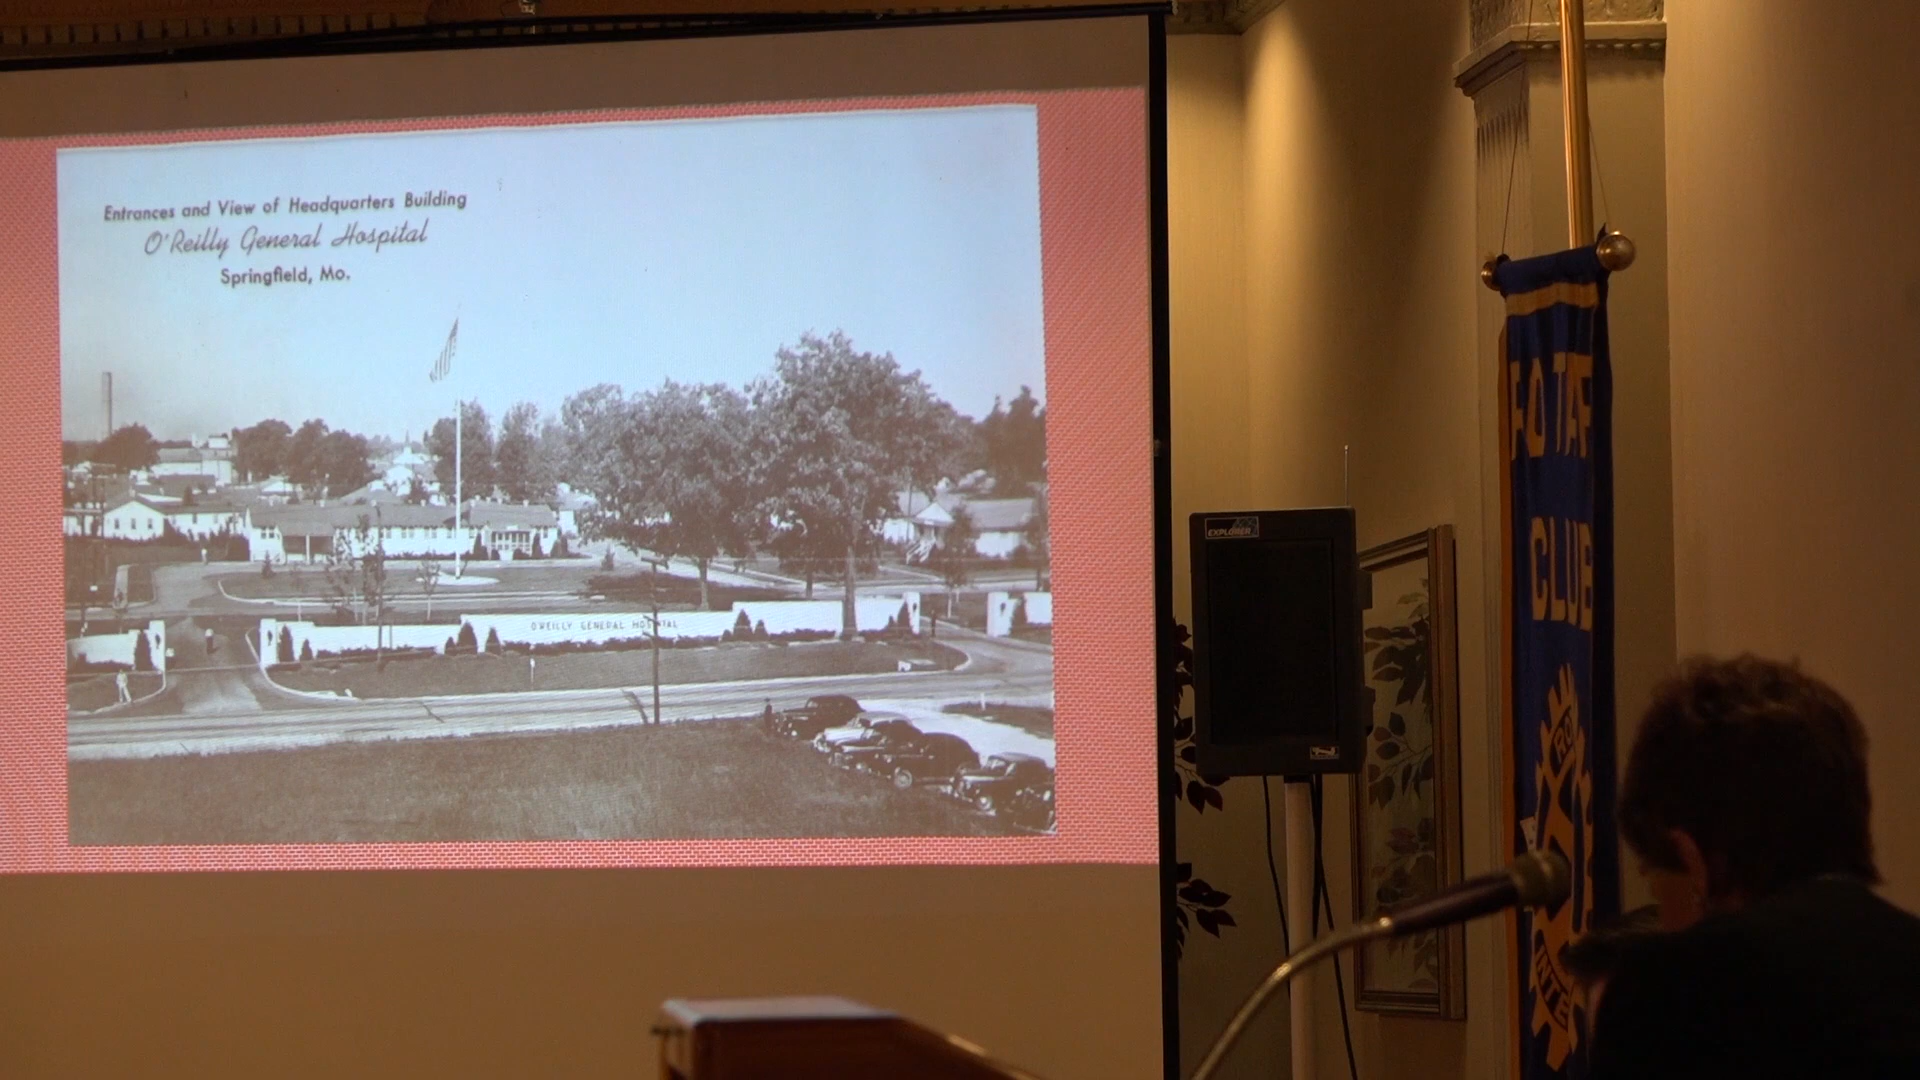 Entrances and View of Headquarters Building
O'Reilly General Hospital
Springfield, Mo.
O'REILLY GENERAL HOSPITAL
EXPLORER
CLUB